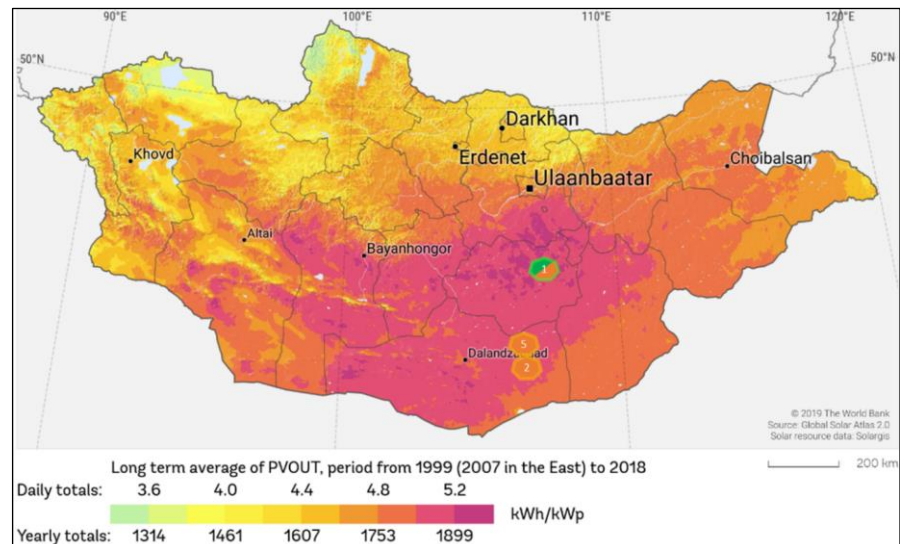 90°E 100°E 110°E 120°E
50°N 50°N
Darkhan
Erdenet
Khovd
Choibalsan
Ulaanbaatar
Altai
Bayanhongor
1
5
2
© 2019 The World Bank
Source: Global Solar Atlas 2.0
Solar resource data: Solargis
200 km
Long term average of PVOUT, period from 1999 (2007 in the East) to 2018
Daily totals: 3.6 4.0 4.4 4.8 5.2
kWh/kWp
Yearly totals: 1314 1461 1607 1753 1899